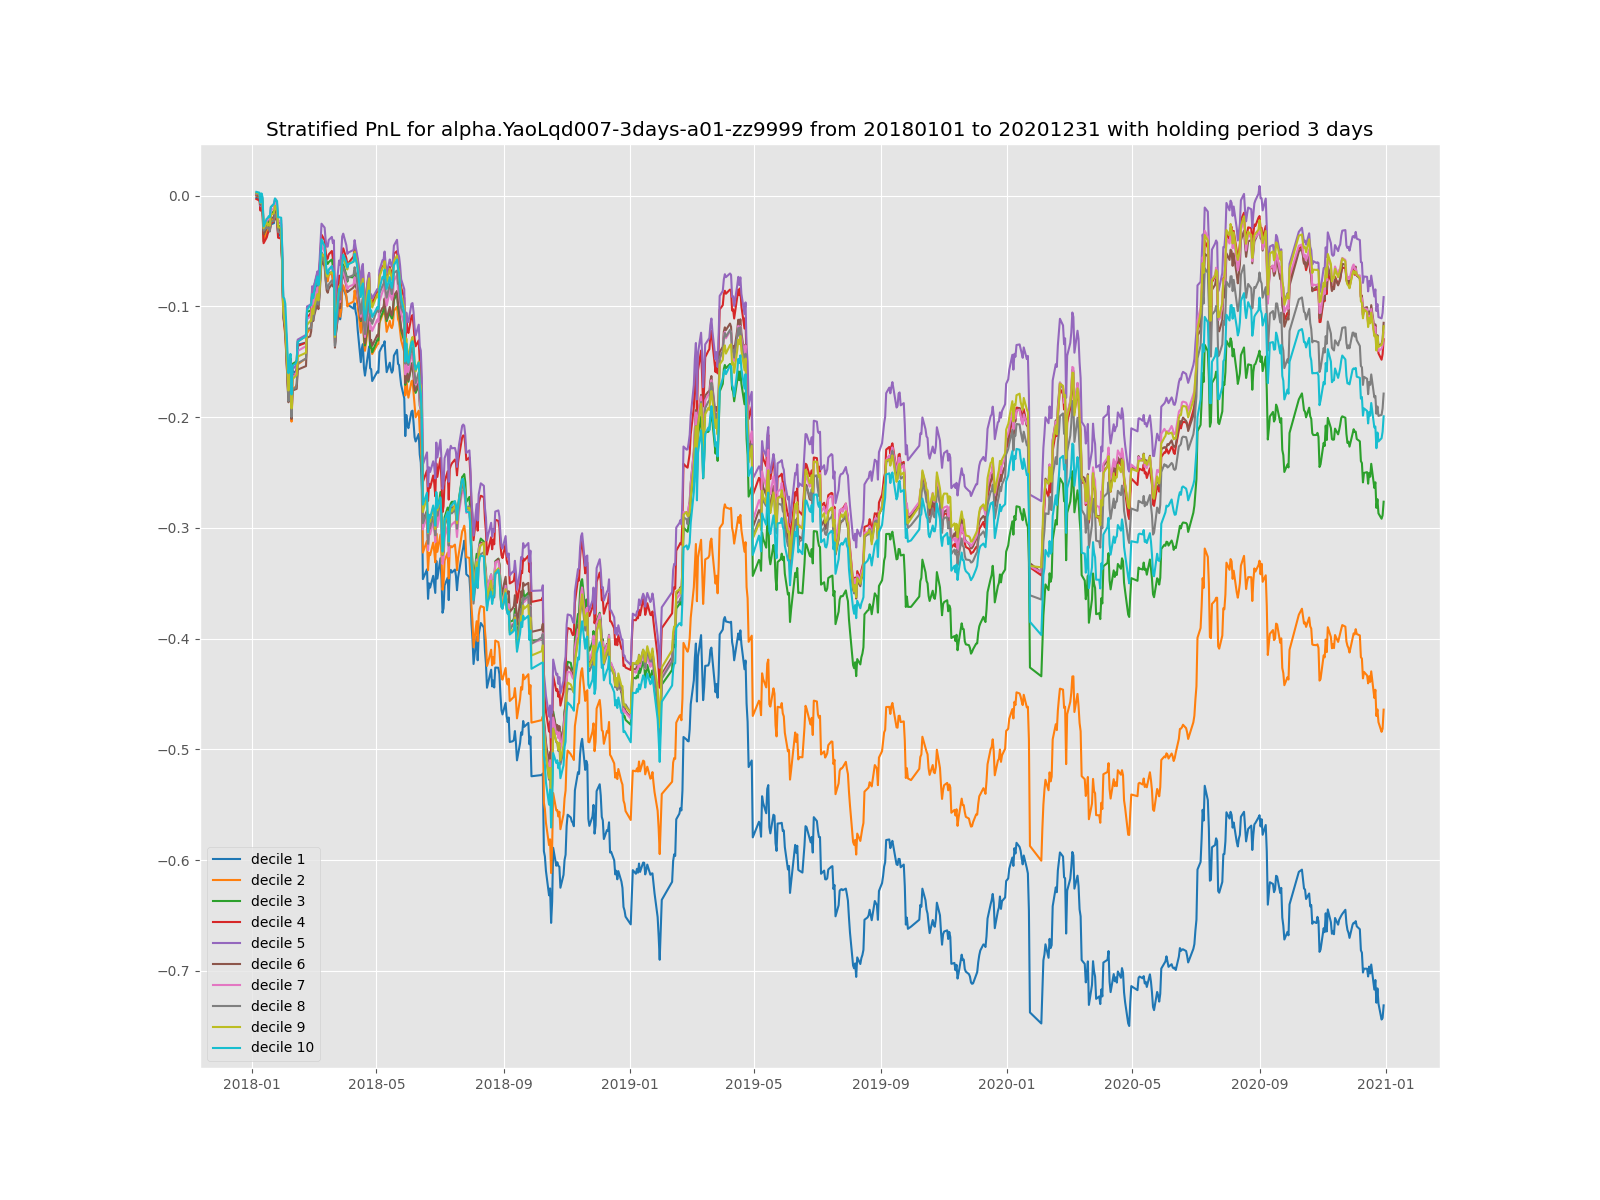 Stratified PnL for alpha.YaoLqd007-3days-a01-zz9999 from 20180101 to 20201231 with holding period 3 days
0.0
−0.1
−0.2
−0.3
−0.4
−0.5
−0.6
−0.7
decile 1
decile 2
decile 3
decile 4
decile 5
decile 6
decile 7
decile 8
decile 9
decile 10
2018-01 2018-05 2018-09 2019-01 2019-05 2019-09 2020-01 2020-05 2020-09 2021-01